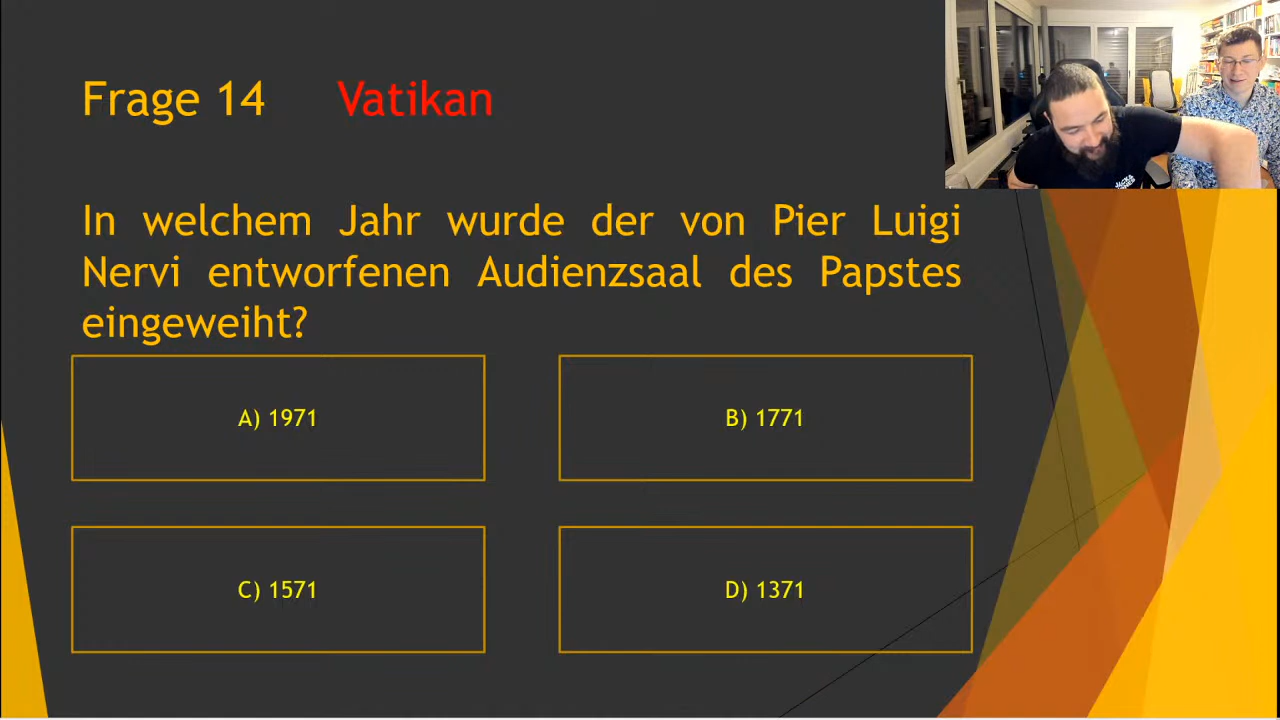 Frage 14 Vatikan
In welchem Jahr wurde der von Pier Luigi
Nervi entworfenen Audienzsaal des Papstes
eingeweiht?
A) 1971
B) 1771
C) 1571
D) 1371